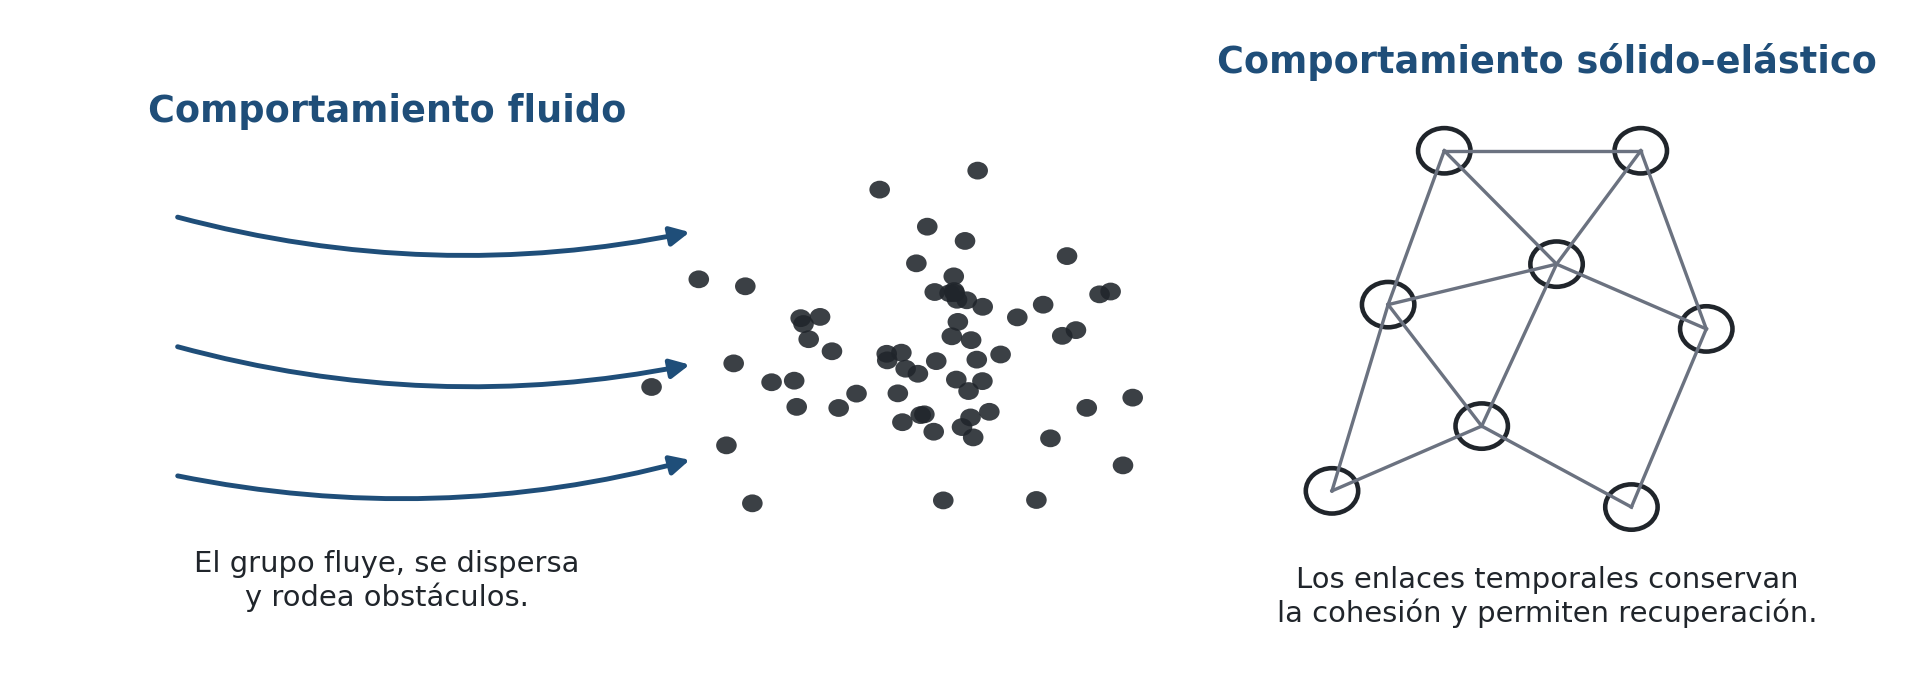 Comportamiento fluido
El grupo fluye, se dispersa
y rodea obstáculos.
Comportamiento sólido-elástico
Los enlaces temporales conservan
la cohesión y permiten recuperación.